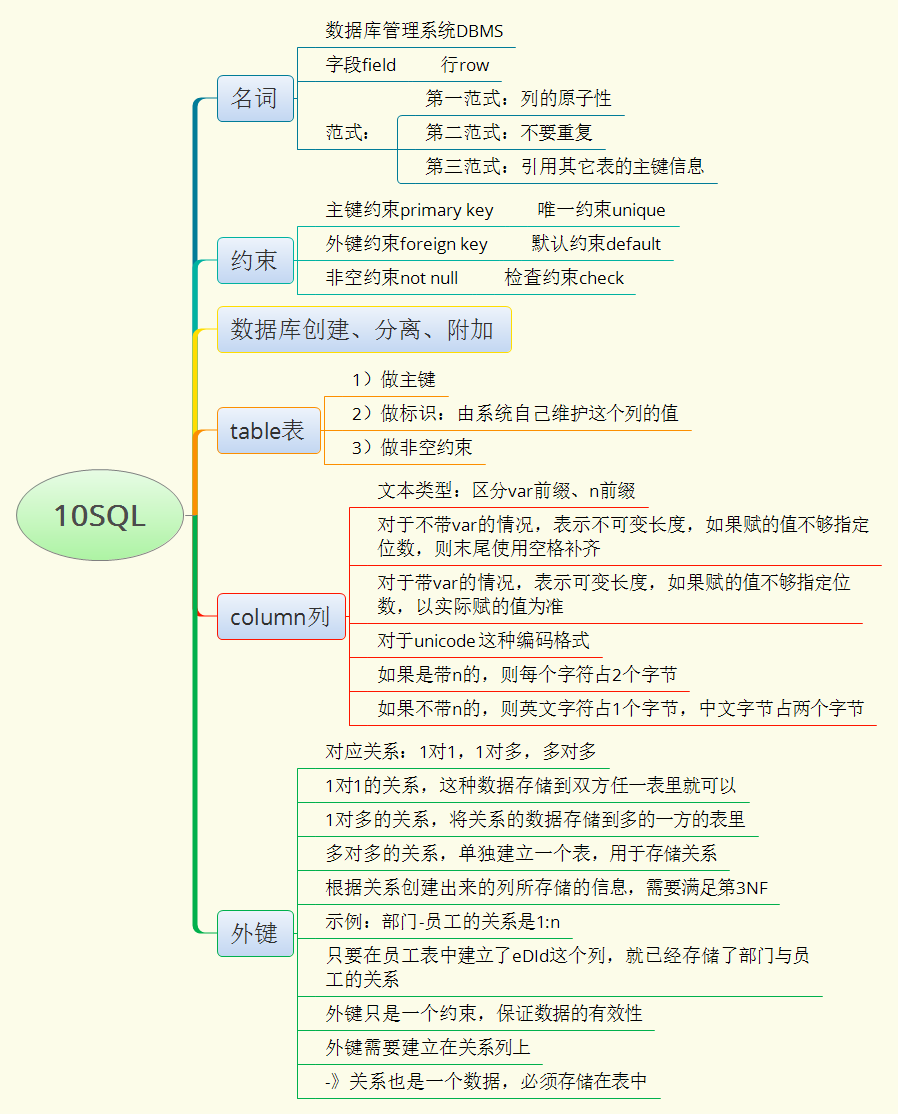 10SQL
名词
数据库管理系统DBMS
字段field 行row
范式：
第一范式：列的原子性
第二范式：不要重复
第三范式：引用其它表的主键信息
约束
主键约束primary key 唯一约束unique
外键约束foreign key 默认约束default
非空约束not null 检查约束check
数据库创建、分离、附加
table表
1）做主键
2）做标识：由系统自己维护这个列的值
3）做非空约束
column列
文本类型：区分var前缀、n前缀
对于不带var的情况，表示不可变长度，如果赋的值不够指定
位数，则末尾使用空格补齐
对于带var的情况，表示可变长度，如果赋的值不够指定位
数，以实际赋的值为准
对于unicode这种编码格式
如果是带n的，则每个字符占2个字节
如果不带n的，则英文字符占1个字节，中文字节占两个字节
外键
对应关系：1对1，1对多，多对多
1对1的关系，这种数据存储到双方任一表里就可以
1对多的关系，将关系的数据存储到多的一方的表里
多对多的关系，单独建立一个表，用于存储关系
根据关系创建出来的列所存储的信息，需要满足第3NF
示例：部门-员工的关系是1:n
只要在员工表中建立了eDId这个列，就已经存储了部门与员
工的关系
外键只是一个约束，保证数据的有效性
外键需要建立在关系列上
-》关系也是一个数据，必须存储在表中